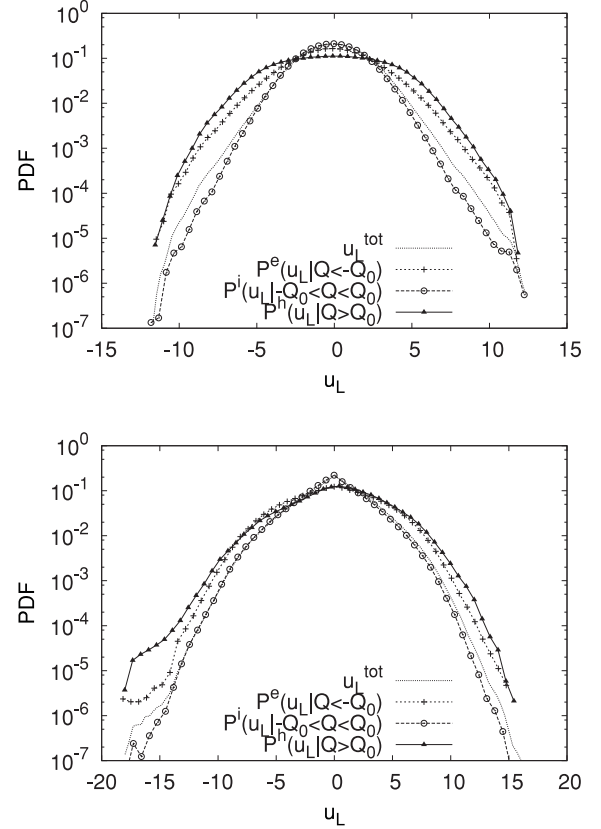 10^0
10^-1
10^-2
10^-3
10^-4
10^-5
10^-6
10^-7
PDF
u_L^tot
P^e(u_L|Q<-Q_0)
P^i(u_L|-Q_0<Q<Q_0)
P^h(u_L|Q>Q_0)
-15 -10 -5 0 5 10 15
u_L
10^0
10^-1
10^-2
10^-3
10^-4
10^-5
10^-6
10^-7
PDF
u_L^tot
P^e(u_L|Q<-Q_0)
P^i(u_L|-Q_0<Q<Q_0)
P^h(u_L|Q>Q_0)
-20 -15 -10 -5 0 5 10 15 20
u_L